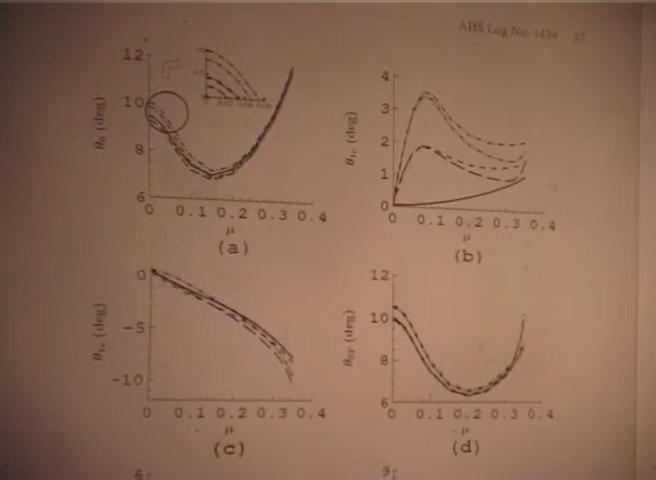 AHS Log No. 1434 37
12
10
8
6
θ₀ (deg)
0 0.1 0.2 0.3 0.4
μ
(a)
4
3
2
1
0
θ₁c (deg)
0 0.1 0.2 0.3 0.4
μ
(b)
0
-5
-10
(deg)
0 0.1 0.2 0.3 0.4
μ
(c)
12
10
8
6
(deg)
0 0.1 0.2 0.3 0.4
μ
(d)
6
9